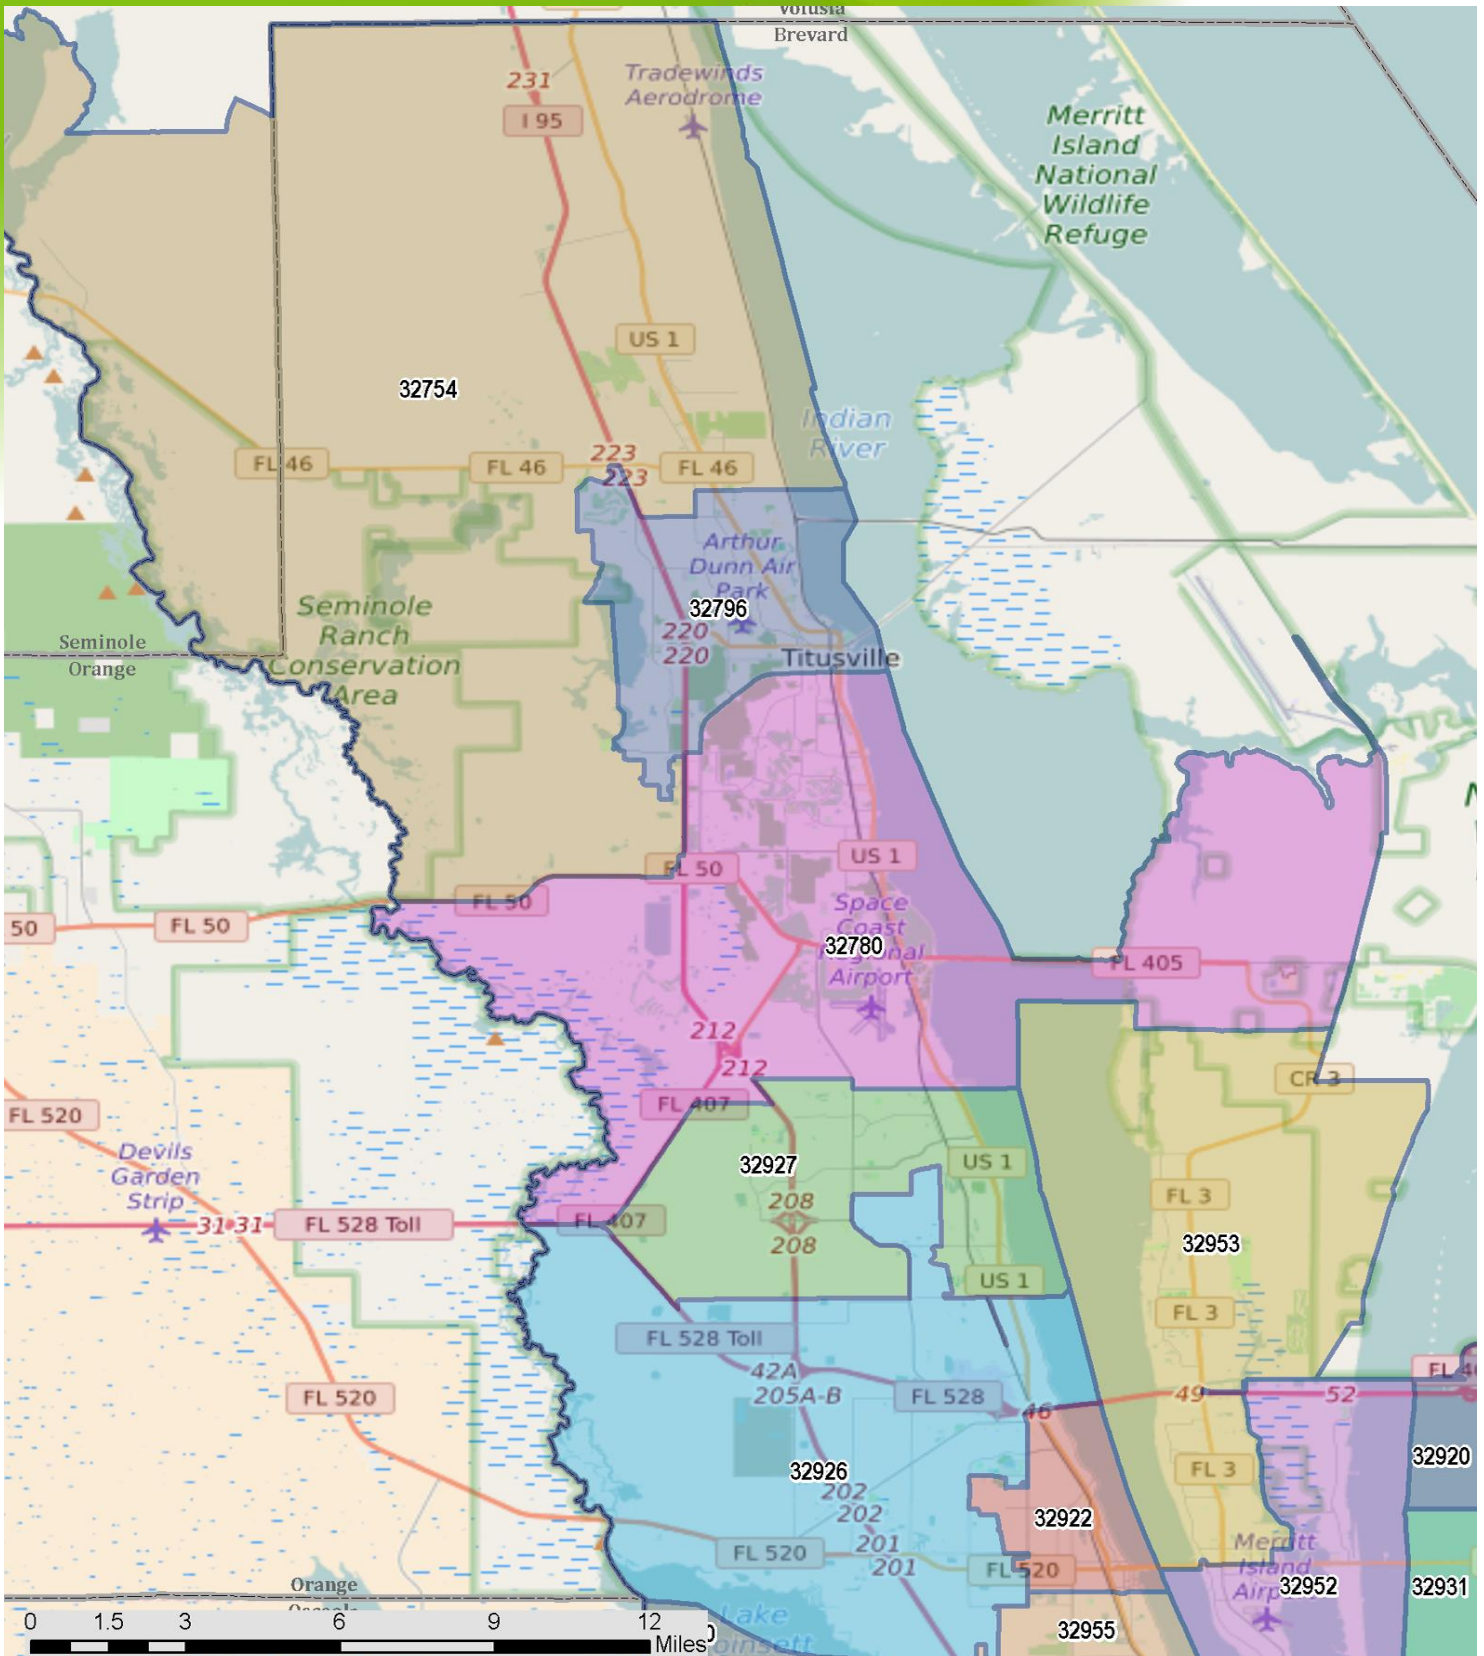 Volusia
Brevard
231
I 95
Tradewinds
Aerodrome
Merritt
Island
National
Wildlife
Refuge
US 1
32754
Indian
River
FL 46
FL 46
223
223
FL 46
Arthur
Dunn Air
Park
32796
220
220
Titusville
Seminole
Ranch
Conservation
Area
Seminole
Orange
FL 50
US 1
50
FL 50
FL 50
Space
Coast
Regional
Airport
32780
FL 405
212
212
CR 3
FL 407
FL 520
Devils
Garden
Strip
31 31
FL 528 Toll
FL 407
32927
208
208
US 1
FL 3
32953
US 1
FL 3
FL 528 Toll
42A
205A-B
FL 528
46
49
52
FL 520
32926
202
202
201
201
FL 3
32920
32922
FL 520
FL 520
Merritt
Island
Airp
32952
32931
32955
Orange
Lake
0 1.5 3 6 9 12
Miles